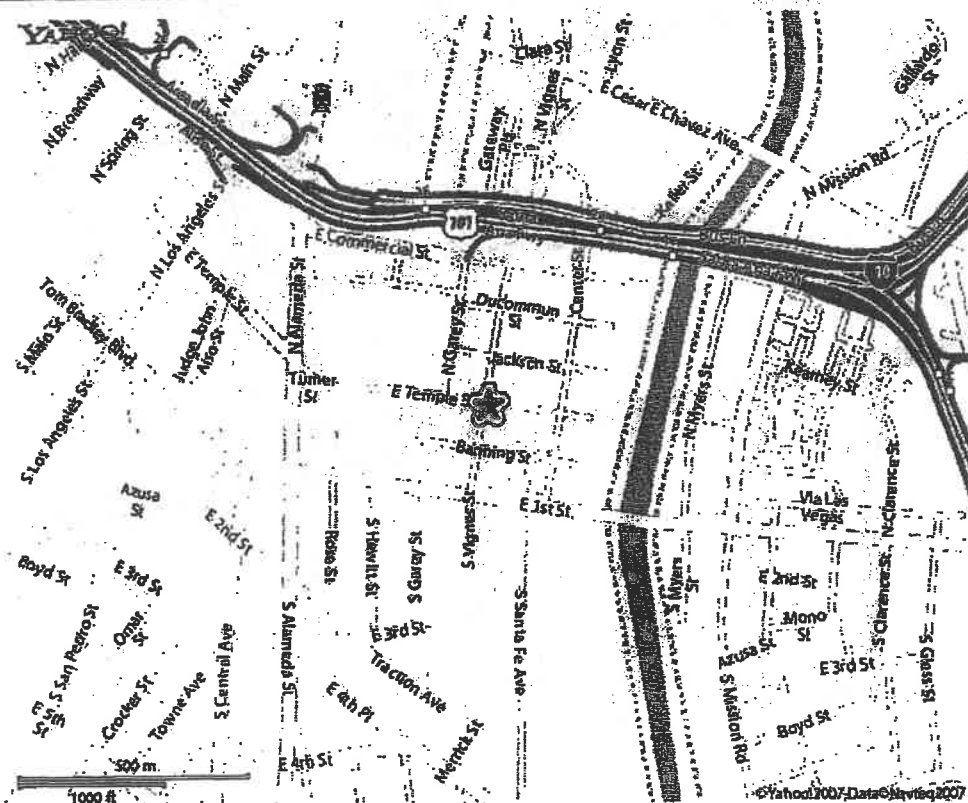 YAHOO!
Clara St
Lyon St
Gallardo
St
N Main St
N Broadway
N Spring St
N Vignes
St
E Cesar E Chavez Ave
Gateway
Plz
Keller St
N Mission Rd
101
10
N Los Angeles St
E Commercial St
E Temple St
N Alameda St
Center St
Ducommun
St
N Garey St
Jackson St
Tom Bradley Blvd
S Main St
Judge John
Aiso St
Turner
St
E Temple St
N Myers St
Kearney St
S Los Angeles St
Banning St
Azusa
St
E 2nd St
E 1st St
Via Las
Vegas
N Clarence St
S Vignes St
Rose St
S Hewitt St
S Garey St
Boyd St
E 3rd St
S Myers
St
E 2nd St
Mono
St
S Clarence St
S San Pedro St
Omar
St
S Alameda St
S Santa Fe Ave
E 3rd St
Azusa St
E 3rd St
S Glass St
S Central Ave
Traction Ave
E 5th
St
Crocker St
Towne Ave
E 4th Pl
S Mission Rd
Boyd St
E 4th St
Merrick St
500 m
1000 ft
©Yahoo!2007-Data©Navteq2007